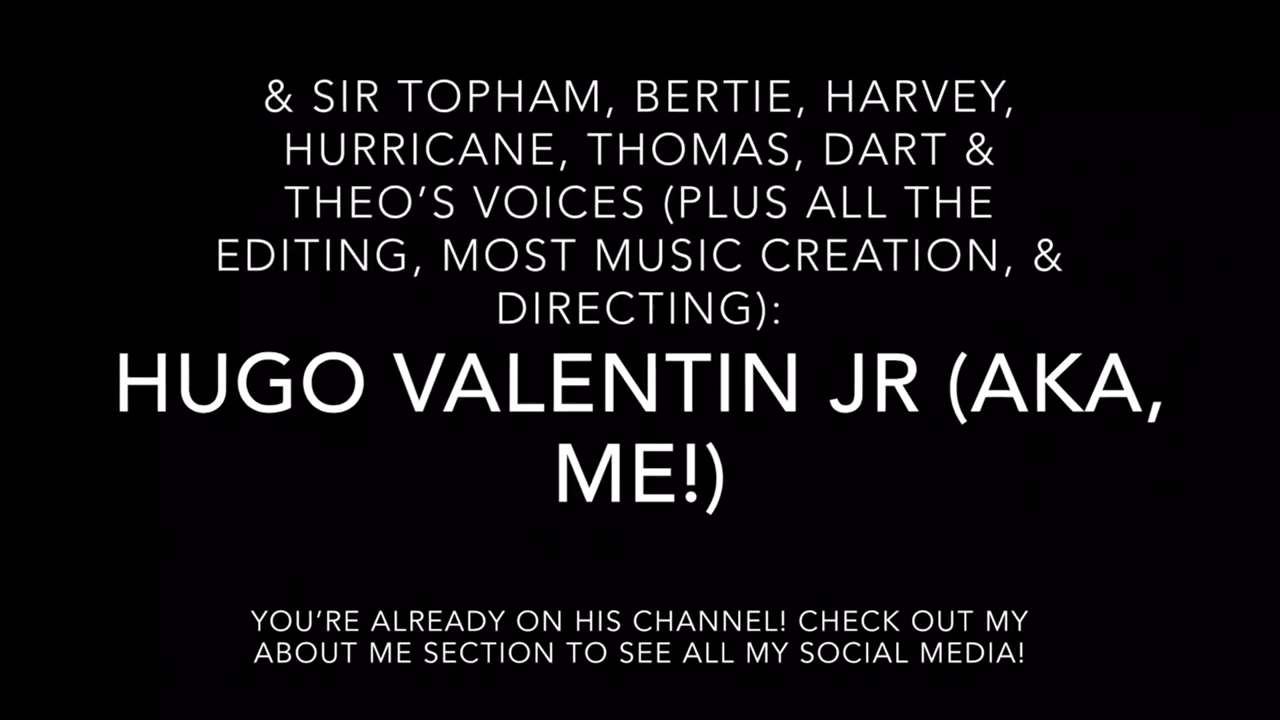 & SIR TOPHAM, BERTIE, HARVEY,
HURRICANE, THOMAS, DART &
THEO’S VOICES (PLUS ALL THE
EDITING, MOST MUSIC CREATION, &
DIRECTING):
HUGO VALENTIN JR (AKA,
ME!)
YOU’RE ALREADY ON HIS CHANNEL! CHECK OUT MY
ABOUT ME SECTION TO SEE ALL MY SOCIAL MEDIA!